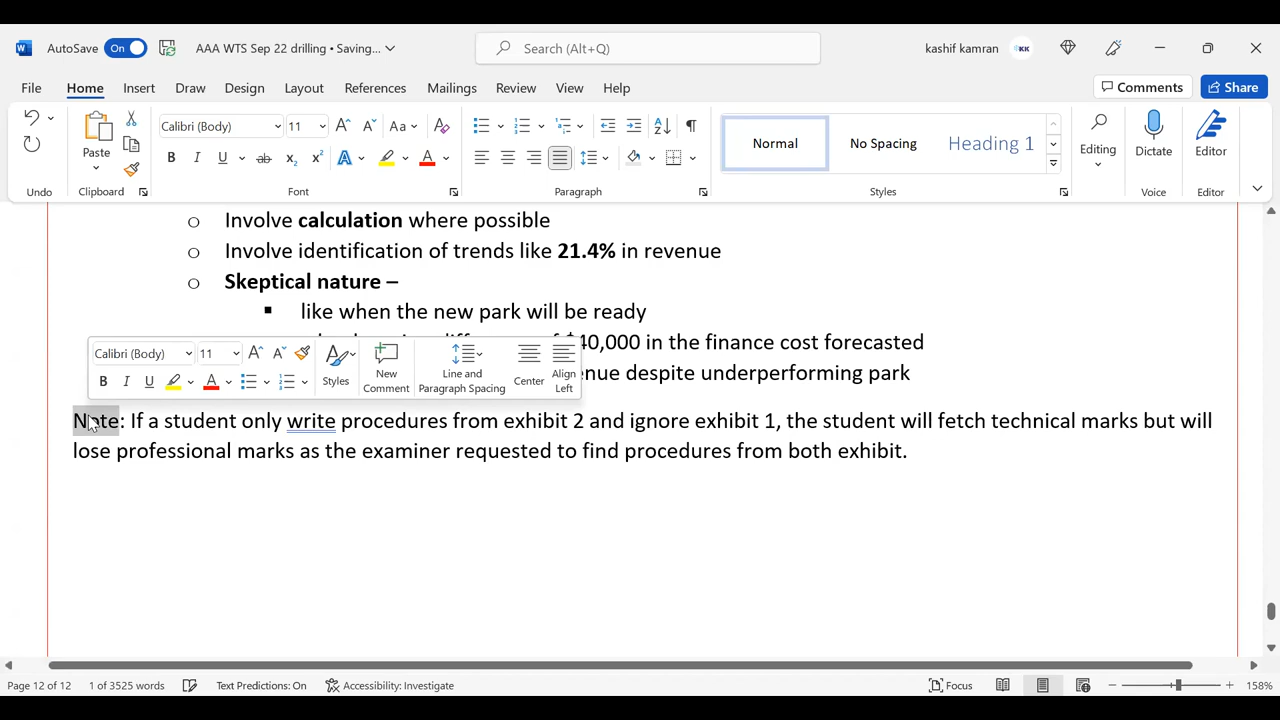 AutoSave On AAA WTS Sep 22 drilling • Saving... Search (Alt+Q) kashif kamran KK
File Home Insert Draw Design Layout References Mailings Review View Help Comments Share
Calibri (Body) 11 Aa
Paste Normal No Spacing Heading 1 Editing Dictate Editor
B I U ab x₂ x² A A
Undo Clipboard Font Paragraph Styles Voice Editor
o Involve calculation where possible
o Involve identification of trends like 21.4% in revenue
o Skeptical nature –
▪ like when the new park will be ready
40,000 in the finance cost forecasted
enue despite underperforming park
Calibri (Body) 11
B I U A Styles New Comment Line and Paragraph Spacing Center Align Left
Note: If a student only write procedures from exhibit 2 and ignore exhibit 1, the student will fetch technical marks but will
lose professional marks as the examiner requested to find procedures from both exhibit.
Page 12 of 12 1 of 3525 words Text Predictions: On Accessibility: Investigate Focus 158%